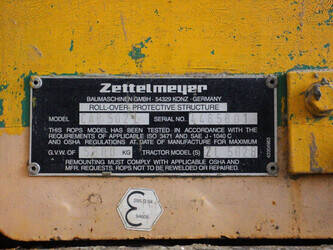 Zettelmeyer
BAUMASCHINEN GMBH - 54329 KONZ - GERMANY
ROLL-OVER-PROTECTIVE STRUCTURE
MODEL SERIAL NO.
THIS ROPS MODEL HAS BEEN TESTED IN ACCORDANCE WITH THE
REQUIREMENTS OF APPLICABLE ISO 3471 AND SAE J - 1040 C
AND OSHA REGULATIONS AT DATE OF MANUFACTURE FOR MAXIMUM
G.V.W. OF KG TRACTOR MODEL (S)
REMOUNTING MUST COMPLY WITH APPLICABLE OSHA AND
MFG. REQUIREMENTS. ROPS NOT TO BE REWELDED OR REPAIRED.